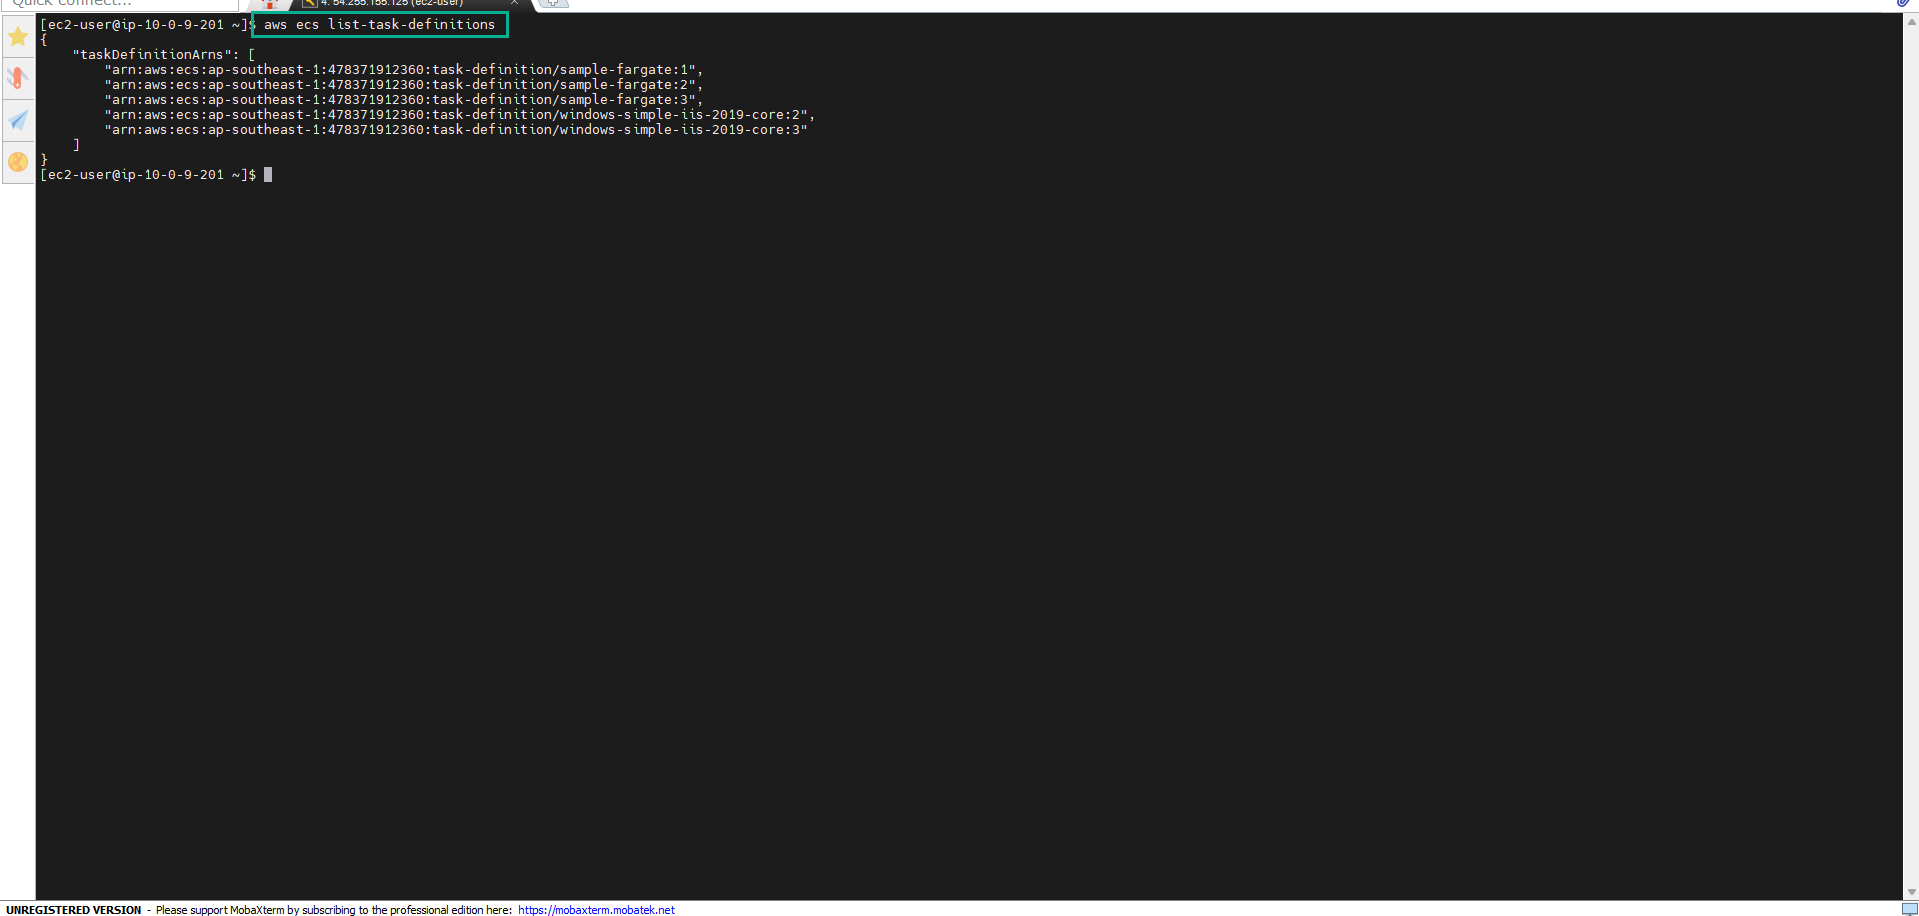 Quick connect...
4. 54.255.155.125 (ec2-user)
[ec2-user@ip-10-0-9-201 ~]$ aws ecs list-task-definitions
{
    "taskDefinitionArns": [
        "arn:aws:ecs:ap-southeast-1:478371912360:task-definition/sample-fargate:1",
        "arn:aws:ecs:ap-southeast-1:478371912360:task-definition/sample-fargate:2",
        "arn:aws:ecs:ap-southeast-1:478371912360:task-definition/sample-fargate:3",
        "arn:aws:ecs:ap-southeast-1:478371912360:task-definition/windows-simple-iis-2019-core:2",
        "arn:aws:ecs:ap-southeast-1:478371912360:task-definition/windows-simple-iis-2019-core:3"
    ]
}
[ec2-user@ip-10-0-9-201 ~]$
UNREGISTERED VERSION - Please support MobaXterm by subscribing to the professional edition here: https://mobaxterm.mobatek.net